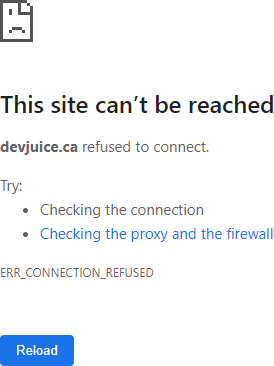 This site can’t be reached
devjuice.ca refused to connect.
Try:
Checking the connection
Checking the proxy and the firewall
ERR_CONNECTION_REFUSED
Reload